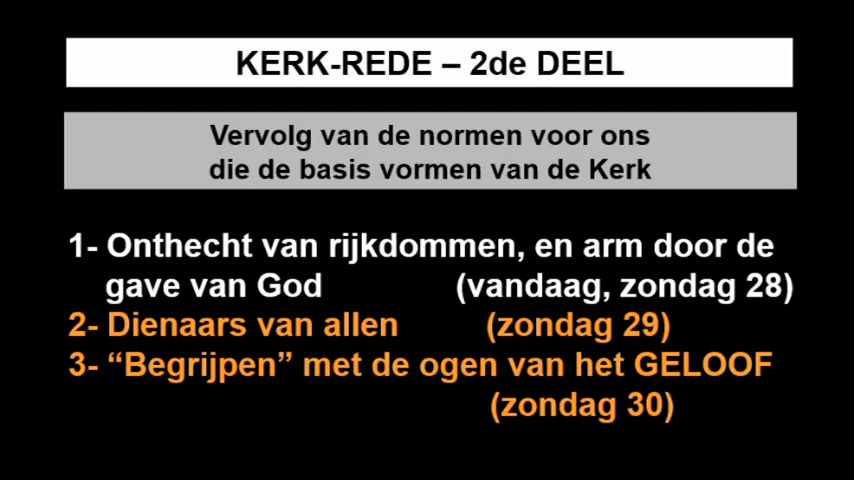 KERK-REDE – 2de DEEL
Vervolg van de normen voor ons
die de basis vormen van de Kerk
1- Onthecht van rijkdommen, en arm door de
gave van God (vandaag, zondag 28)
2- Dienaars van allen (zondag 29)
3- “Begrijpen” met de ogen van het GELOOF
(zondag 30)